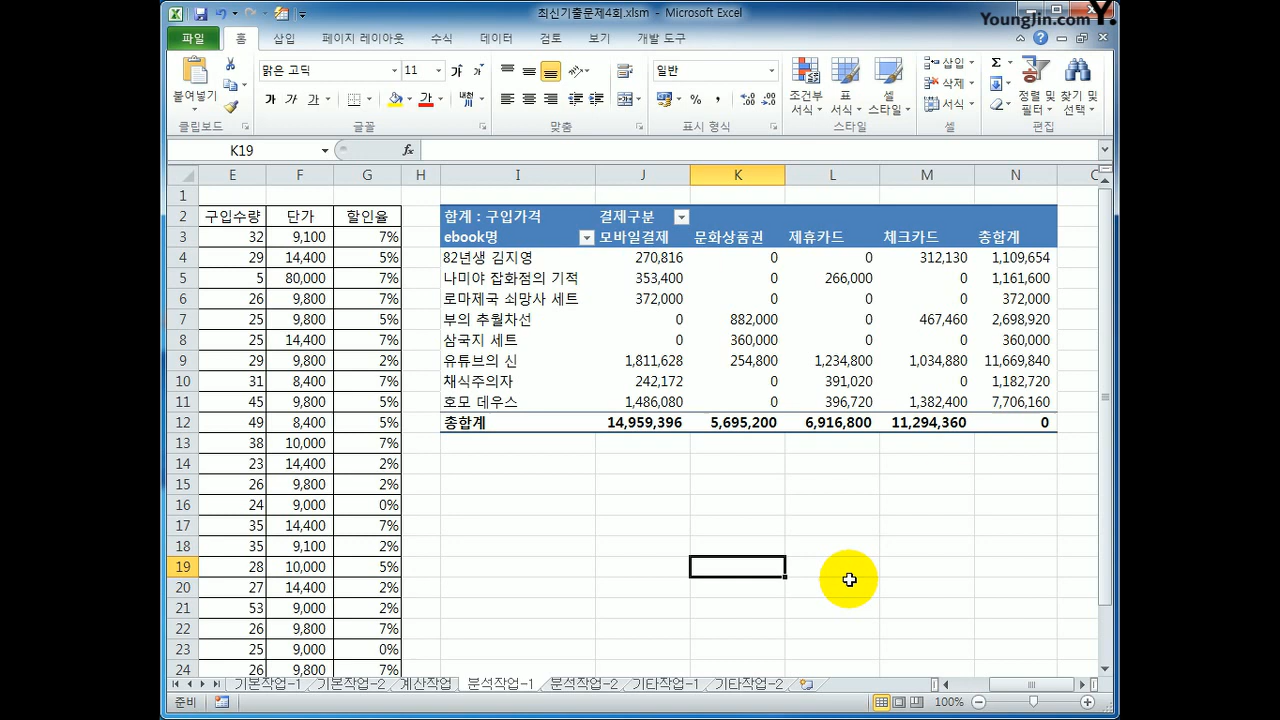 최신기출문제4회.xlsm - Microsoft Excel
YoungJin.com Y.
파일 홈 삽입 페이지 레이아웃 수식 데이터 검토 보기 개발 도구
붙여넣기
클립보드
맑은 고딕 11
가 가 가 가 내천
글꼴
맞춤
일반
% ,
표시 형식
조건부 서식
표 서식
셀 스타일
스타일
삽입
삭제
서식
셀
Σ
정렬 및 필터
찾기 및 선택
편집
K19 fx
E F G H I J K L M N
1
2 구입수량 단가 할인율 합계 : 구입가격 결제구분
3 32 9,100 7% ebook명 모바일결제 문화상품권 제휴카드 체크카드 총합계
4 29 14,400 5% 82년생 김지영 270,816 0 0 312,130 1,109,654
5 5 80,000 7% 나미야 잡화점의 기적 353,400 0 266,000 0 1,161,600
6 26 9,800 7% 로마제국 쇠망사 세트 372,000 0 0 0 372,000
7 25 9,800 5% 부의 추월차선 0 882,000 0 467,460 2,698,920
8 25 14,400 7% 삼국지 세트 0 360,000 0 0 360,000
9 29 9,800 2% 유튜브의 신 1,811,628 254,800 1,234,800 1,034,880 11,669,840
10 31 8,400 7% 채식주의자 242,172 0 391,020 0 1,182,720
11 45 9,800 5% 호모 데우스 1,486,080 0 396,720 1,382,400 7,706,160
12 49 8,400 5% 총합계 14,959,396 5,695,200 6,916,800 11,294,360 0
13 38 10,000 7%
14 23 14,400 2%
15 26 9,800 2%
16 24 9,000 0%
17 35 14,400 7%
18 35 9,100 2%
19 28 10,000 5%
20 27 14,400 2%
21 53 9,000 2%
22 26 9,800 7%
23 25 9,000 0%
24 26 9,800 7%
기본작업-1 기본작업-2 계산작업 분석작업-1 분석작업-2 기타작업-1 기타작업-2
준비 100%